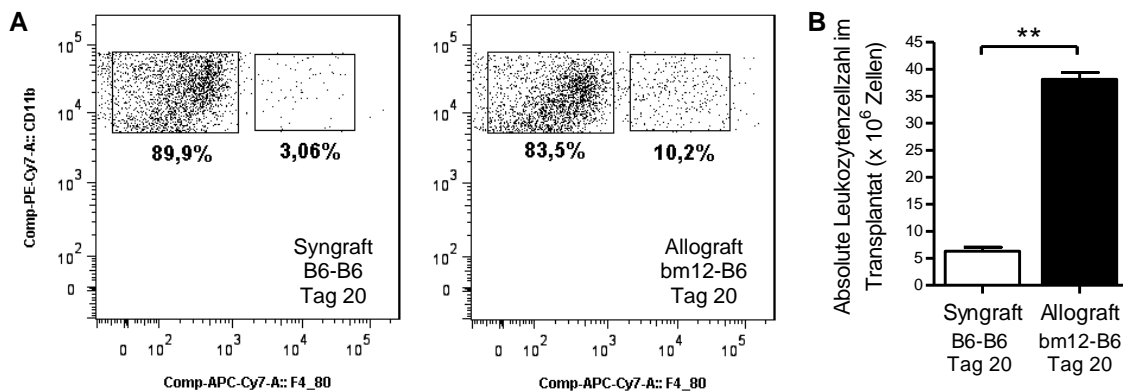 A
Comp-PE-Cy7-A:: CD11b
10^5
10^4
10^3
10^2
0
89,9%
3,06%
Syngraft
B6-B6
Tag 20
0 10^2 10^3 10^4 10^5
Comp-APC-Cy7-A:: F4_80
10^5
10^4
10^3
10^2
0
83,5%
10,2%
Allograft
bm12-B6
Tag 20
0 10^2 10^3 10^4 10^5
Comp-APC-Cy7-A:: F4_80
B
Absolute Leukozytenzellzahl im
Transplantat (x 10^6 Zellen)
45
40
35
30
25
20
15
10
5
0
**
Syngraft
B6-B6
Tag 20
Allograft
bm12-B6
Tag 20